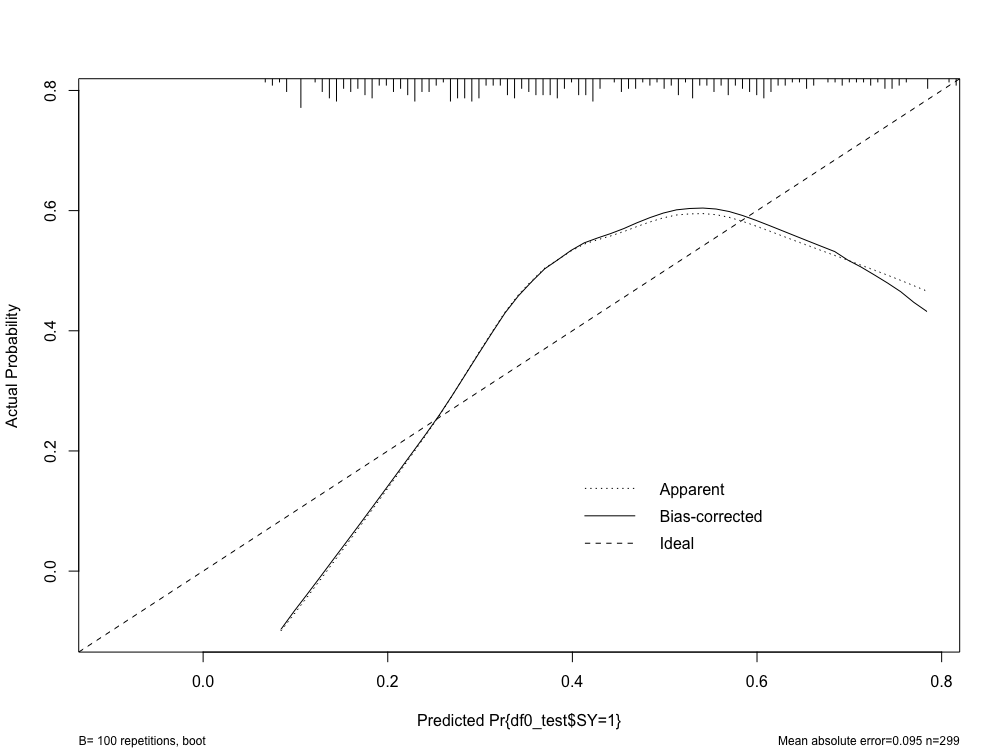 0.8
0.6
0.4
0.2
0.0
Actual Probability
Apparent
Bias-corrected
Ideal
0.0 0.2 0.4 0.6 0.8
Predicted Pr{df0_test$SY=1}
B= 100 repetitions, boot
Mean absolute error=0.095 n=299